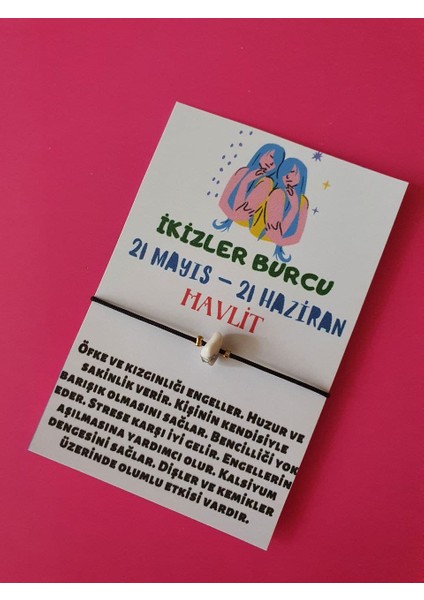 İKİZLER BURCU
21 MAYIS – 21 HAZİRAN
HAVLİT
ÖFKE VE KIZGINLIĞI ENGELLER. HUZUR VE
SAKİNLİK VERİR. KİŞİNİN KENDİSİYLE
BARIŞIK OLMASINI SAĞLAR. BENCİLLİĞİ YOK
EDER. STRESE KARŞI İYİ GELİR. ENGELLERİN
AŞILMASINA YARDIMCI OLUR. KALSİYUM
DENGESİNİ SAĞLAR. DİŞLER VE KEMİKLER
ÜZERİNDE OLUMLU ETKİSİ VARDIR.